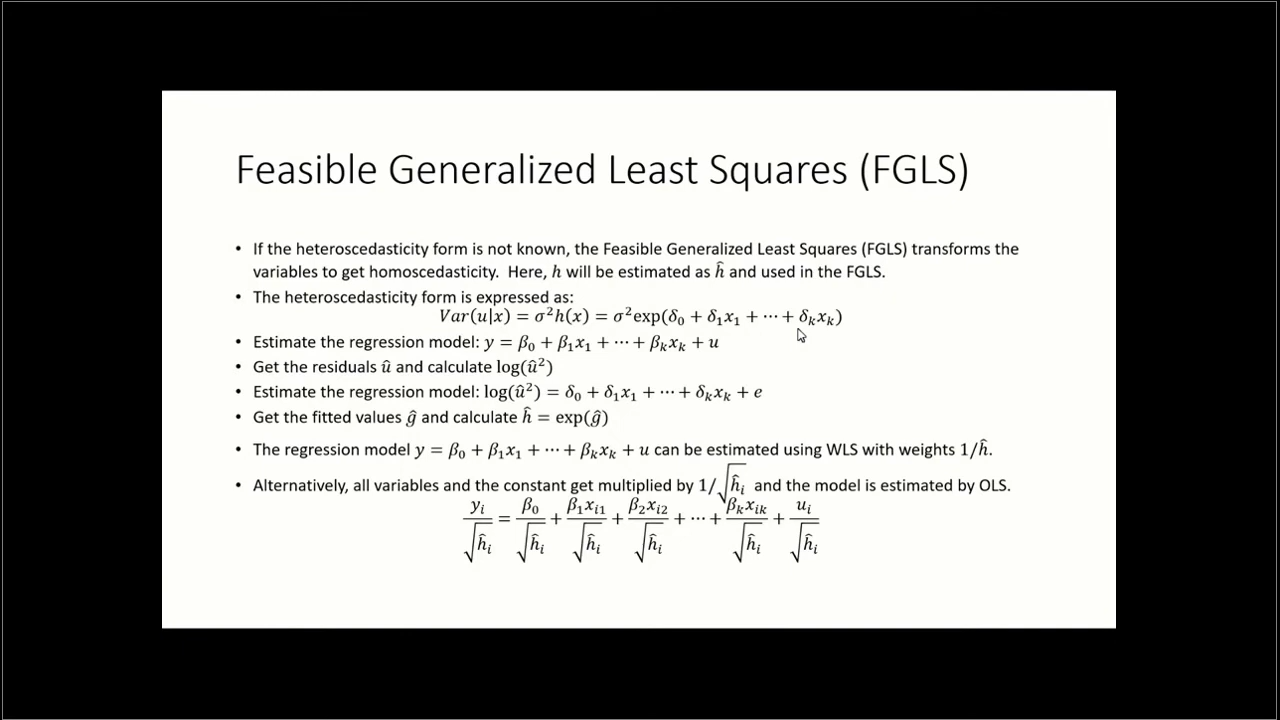 Feasible Generalized Least Squares (FGLS)
• If the heteroscedasticity form is not known, the Feasible Generalized Least Squares (FGLS) transforms the
variables to get homoscedasticity. Here, ℎ will be estimated as ℎ̂ and used in the FGLS.
• The heteroscedasticity form is expressed as:
Var(u|x) = σ²h(x) = σ²exp(δ₀ + δ₁x₁ + ⋯ + δₖxₖ)
• Estimate the regression model: y = β₀ + β₁x₁ + ⋯ + βₖxₖ + u
• Get the residuals û and calculate log(û²)
• Estimate the regression model: log(û²) = δ₀ + δ₁x₁ + ⋯ + δₖxₖ + e
• Get the fitted values ĝ and calculate ĥ = exp(ĝ)
• The regression model y = β₀ + β₁x₁ + ⋯ + βₖxₖ + u can be estimated using WLS with weights 1/ĥ.
• Alternatively, all variables and the constant get multiplied by 1/√ĥᵢ and the model is estimated by OLS.
yᵢ/√ĥᵢ = β₀/√ĥᵢ + β₁xᵢ₁/√ĥᵢ + β₂xᵢ₂/√ĥᵢ + ⋯ + βₖxᵢₖ/√ĥᵢ + uᵢ/√ĥᵢ